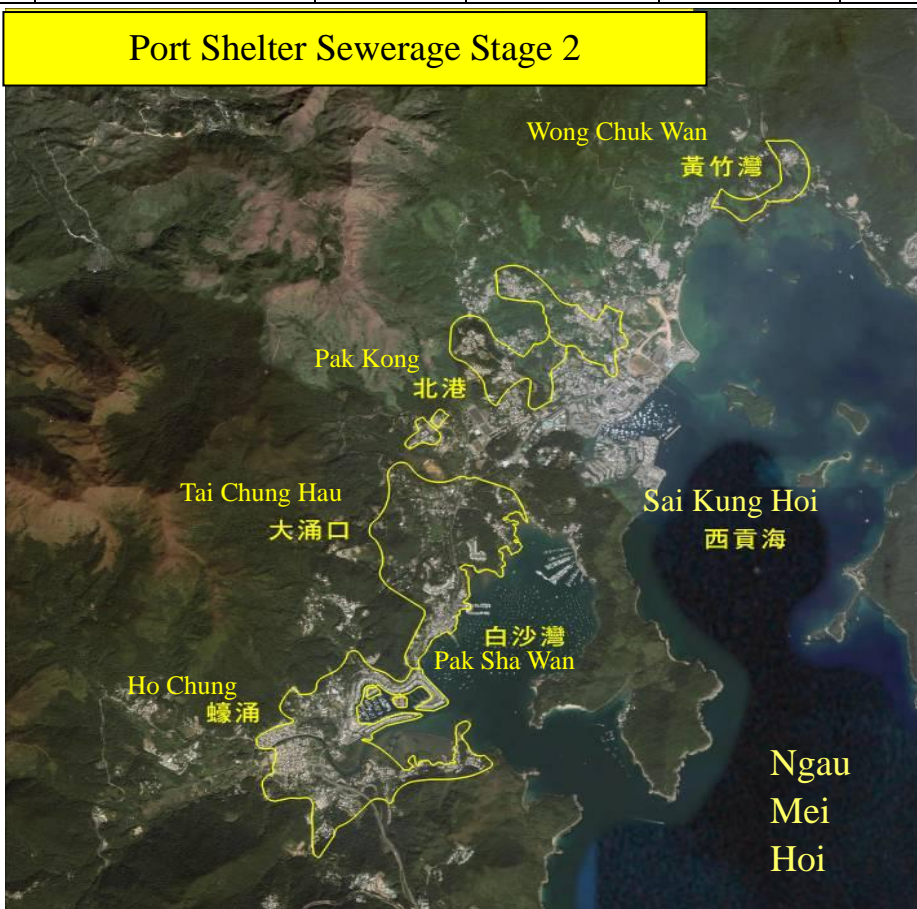 Port Shelter Sewerage Stage 2
Wong Chuk Wan
黃竹灣
Pak Kong
北港
Tai Chung Hau
大涌口
Sai Kung Hoi
西貢海
白沙灣
Pak Sha Wan
Ho Chung
蠔涌
Ngau
Mei
Hoi